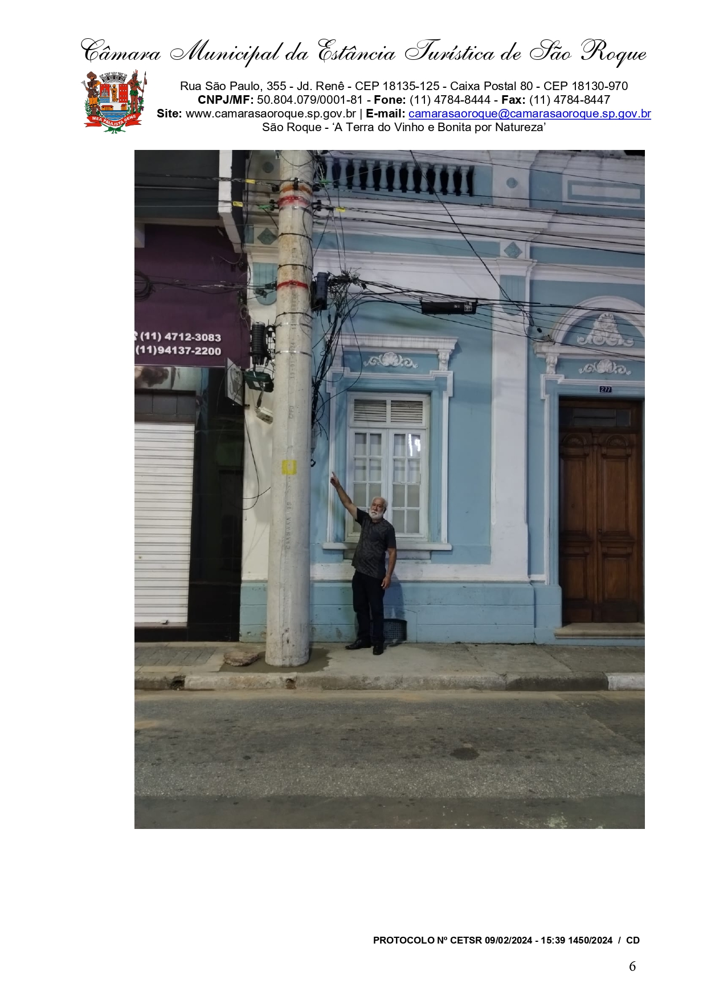 Câmara Municipal da Estância Turística de São Roque
Rua São Paulo, 355 - Jd. Renê - CEP 18135-125 - Caixa Postal 80 - CEP 18130-970
CNPJ/MF: 50.804.079/0001-81 - Fone: (11) 4784-8444 - Fax: (11) 4784-8447
Site: www.camarasaoroque.sp.gov.br | E-mail: camarasaoroque@camarasaoroque.sp.gov.br
São Roque - ‘A Terra do Vinho e Bonita por Natureza’
MEA PAULISTA GENS
(11) 4712-3083
(11)94137-2200
277
PROTOCOLO Nº CETSR 09/02/2024 - 15:39 1450/2024 / CD
6